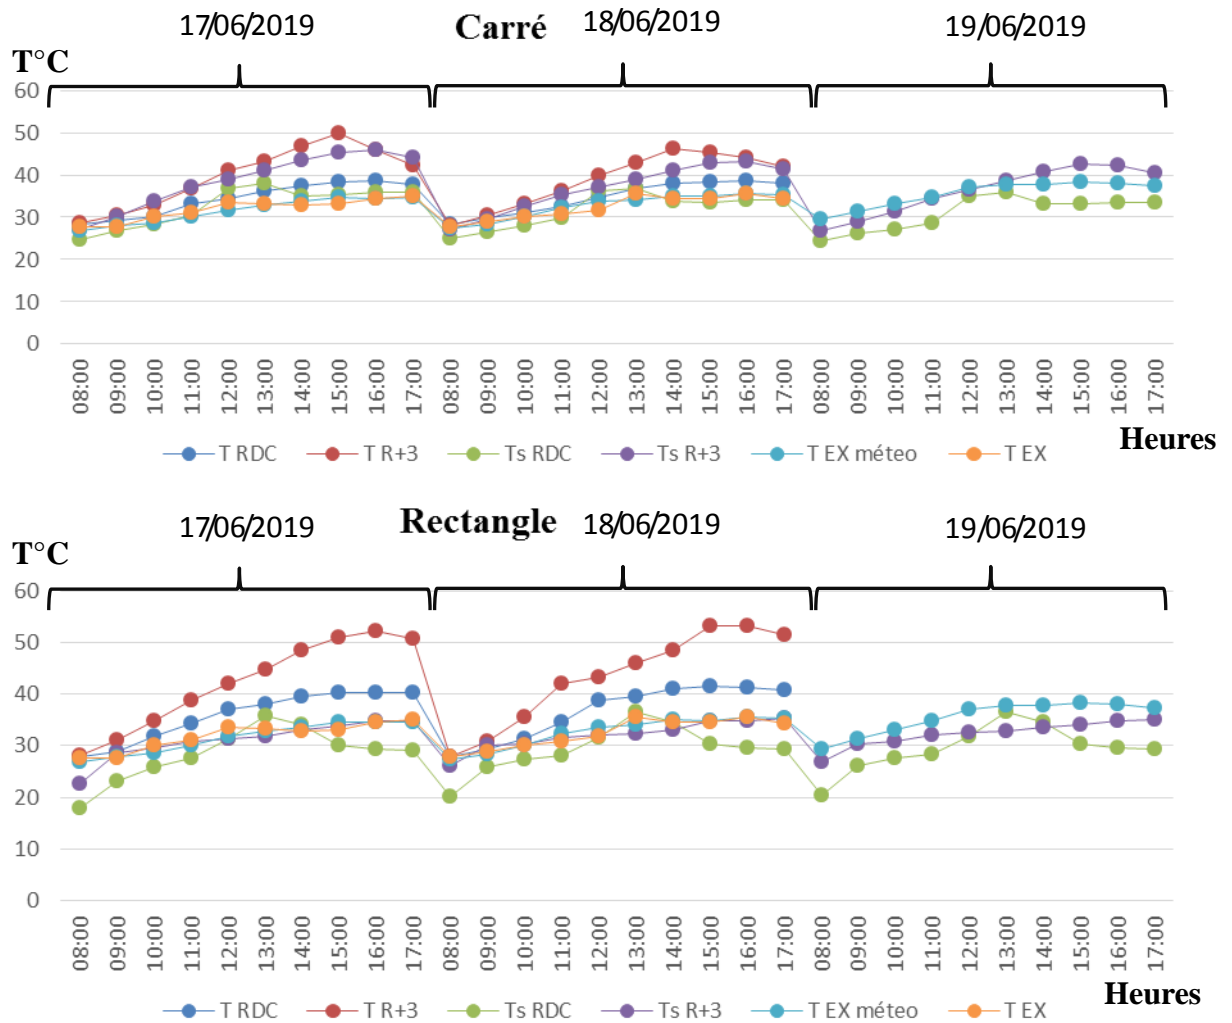 17/06/2019 Carré 18/06/2019 19/06/2019
T°C
60
50
40
30
20
10
0
08:00 09:00 10:00 11:00 12:00 13:00 14:00 15:00 16:00 17:00 08:00 09:00 10:00 11:00 12:00 13:00 14:00 15:00 16:00 17:00 08:00 09:00 10:00 11:00 12:00 13:00 14:00 15:00 16:00 17:00
Heures
T RDC T R+3 Ts RDC Ts R+3 T EX méteo T EX
17/06/2019 Rectangle 18/06/2019 19/06/2019
T°C
60
50
40
30
20
10
0
08:00 09:00 10:00 11:00 12:00 13:00 14:00 15:00 16:00 17:00 08:00 09:00 10:00 11:00 12:00 13:00 14:00 15:00 16:00 17:00 08:00 09:00 10:00 11:00 12:00 13:00 14:00 15:00 16:00 17:00
Heures
T RDC T R+3 Ts RDC Ts R+3 T EX méteo T EX